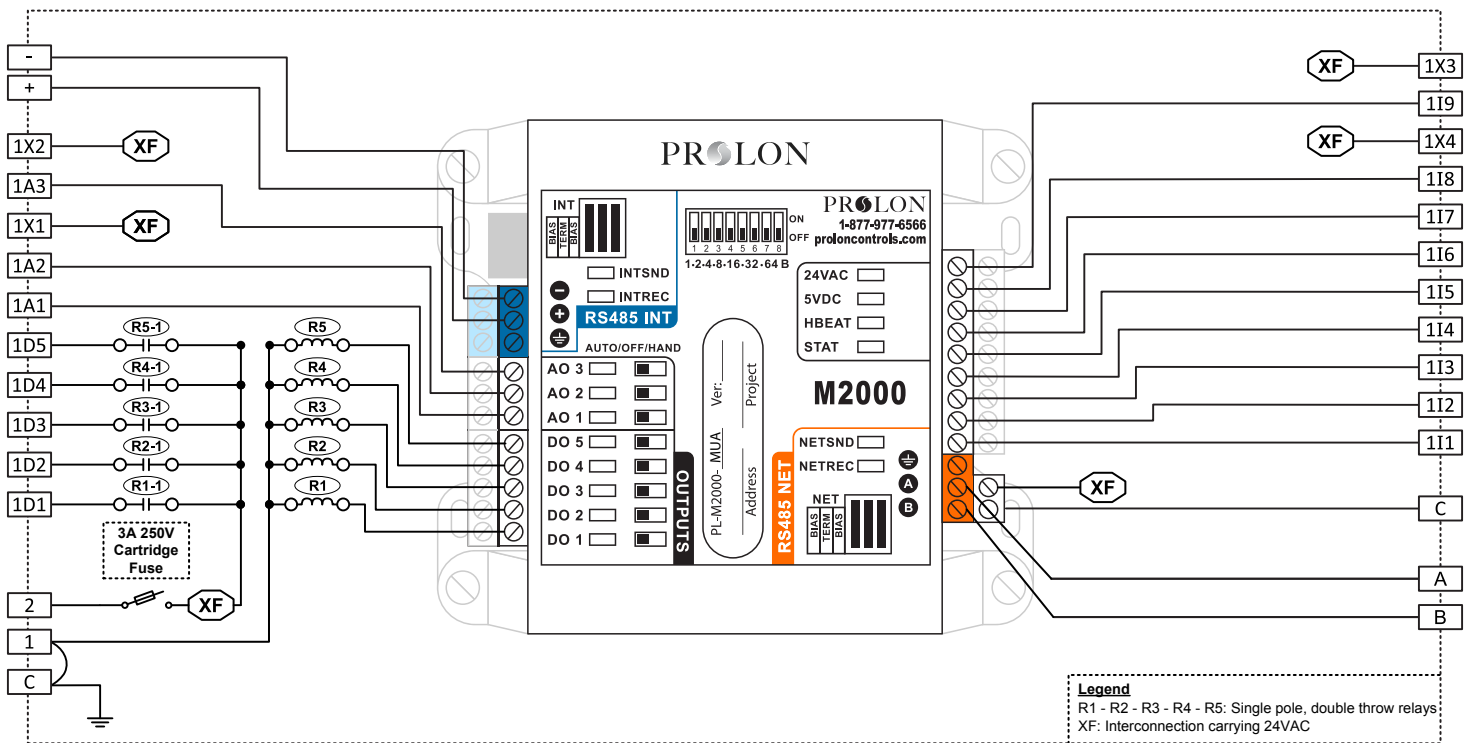 -
+
1X2
XF
1A3
1X1
XF
1A2
1A1
1D5
R5-1
R5
1D4
R4-1
R4
1D3
R3-1
R3
1D2
R2-1
R2
1D1
R1-1
R1
3A 250V
Cartridge
Fuse
2
XF
1
C
PROLON
INT
BIAS
TERM
BIAS
INTSND
INTREC
RS485 INT
1 2 3 4 5 6 7 8
ON
OFF
1·2·4·8·16·32·64 B
PROLON
1-877-977-6566
proloncontrols.com
24VAC
5VDC
HBEAT
STAT
AUTO/OFF/HAND
AO 3
AO 2
AO 1
DO 5
DO 4
DO 3
DO 2
DO 1
OUTPUTS
PL-M2000-_MUA Ver:____
Address Project
M2000
RS485 NET
NETSND
NETREC
A
B
NET
BIAS
TERM
BIAS
XF
1X3
1I9
XF
1X4
1I8
1I7
1I6
1I5
1I4
1I3
1I2
1I1
XF
C
A
B
Legend
R1 - R2 - R3 - R4 - R5: Single pole, double throw relays
XF: Interconnection carrying 24VAC